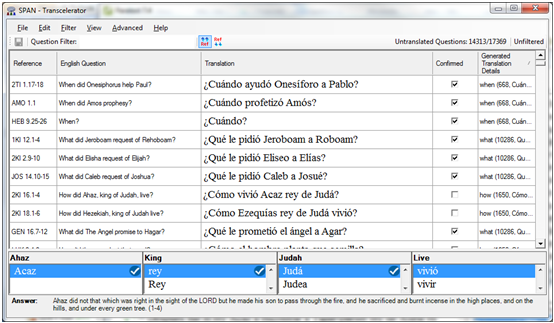 SPAN - Transcelerator
File Edit Filter View Advanced Help
Question Filter: Untranslated Questions: 14313/17369 Unfiltered
Reference English Question Translation Confirmed Generated Translation Details
2TI 1.17-18 When did Onesiphorus help Paul? ¿Cuándo ayudó Onesíforo a Pablo? when (668, Cuán...
AMO 1.1 When did Amos prophesy? ¿Cuándo profetizó Amós? when (668, Cuán...
HEB 9.25-26 When? ¿Cuándo? when (668, Cuán...
1KI 12.1-4 What did Jeroboam request of Rehoboam? ¿Qué le pidió Jeroboam a Roboam? what (10286, Qu...
2KI 2.9-10 What did Elisha request of Elijah? ¿Qué le pidió Eliseo a Elías? what (10286, Qu...
JOS 14.10-15 What did Caleb request of Joshua? ¿Qué le pidió Caleb a Josué? what (10286, Qu...
2KI 16.1-4 How did Ahaz, king of Judah, live? ¿Cómo vivió Acaz rey de Judá? how (1650, Cómo...
2KI 18.1-6 How did Hezekiah, king of Judah, live? ¿Cómo Ezequías rey de Judá vivió? how (1650, Cómo...
GEN 16.7-12 What did The Angel promise to Hagar? ¿Qué le prometió el ángel a Agar? what (10286, Qu...
Ahaz King Judah Live
Acaz rey Judá vivió
Rey Judea vivir
Answer: Ahaz did not that which was right in the sight of the LORD but he made his son to pass through the fire, and he sacrificed and burnt incense in the high places, and on the
hills, and under every green tree. (1-4)